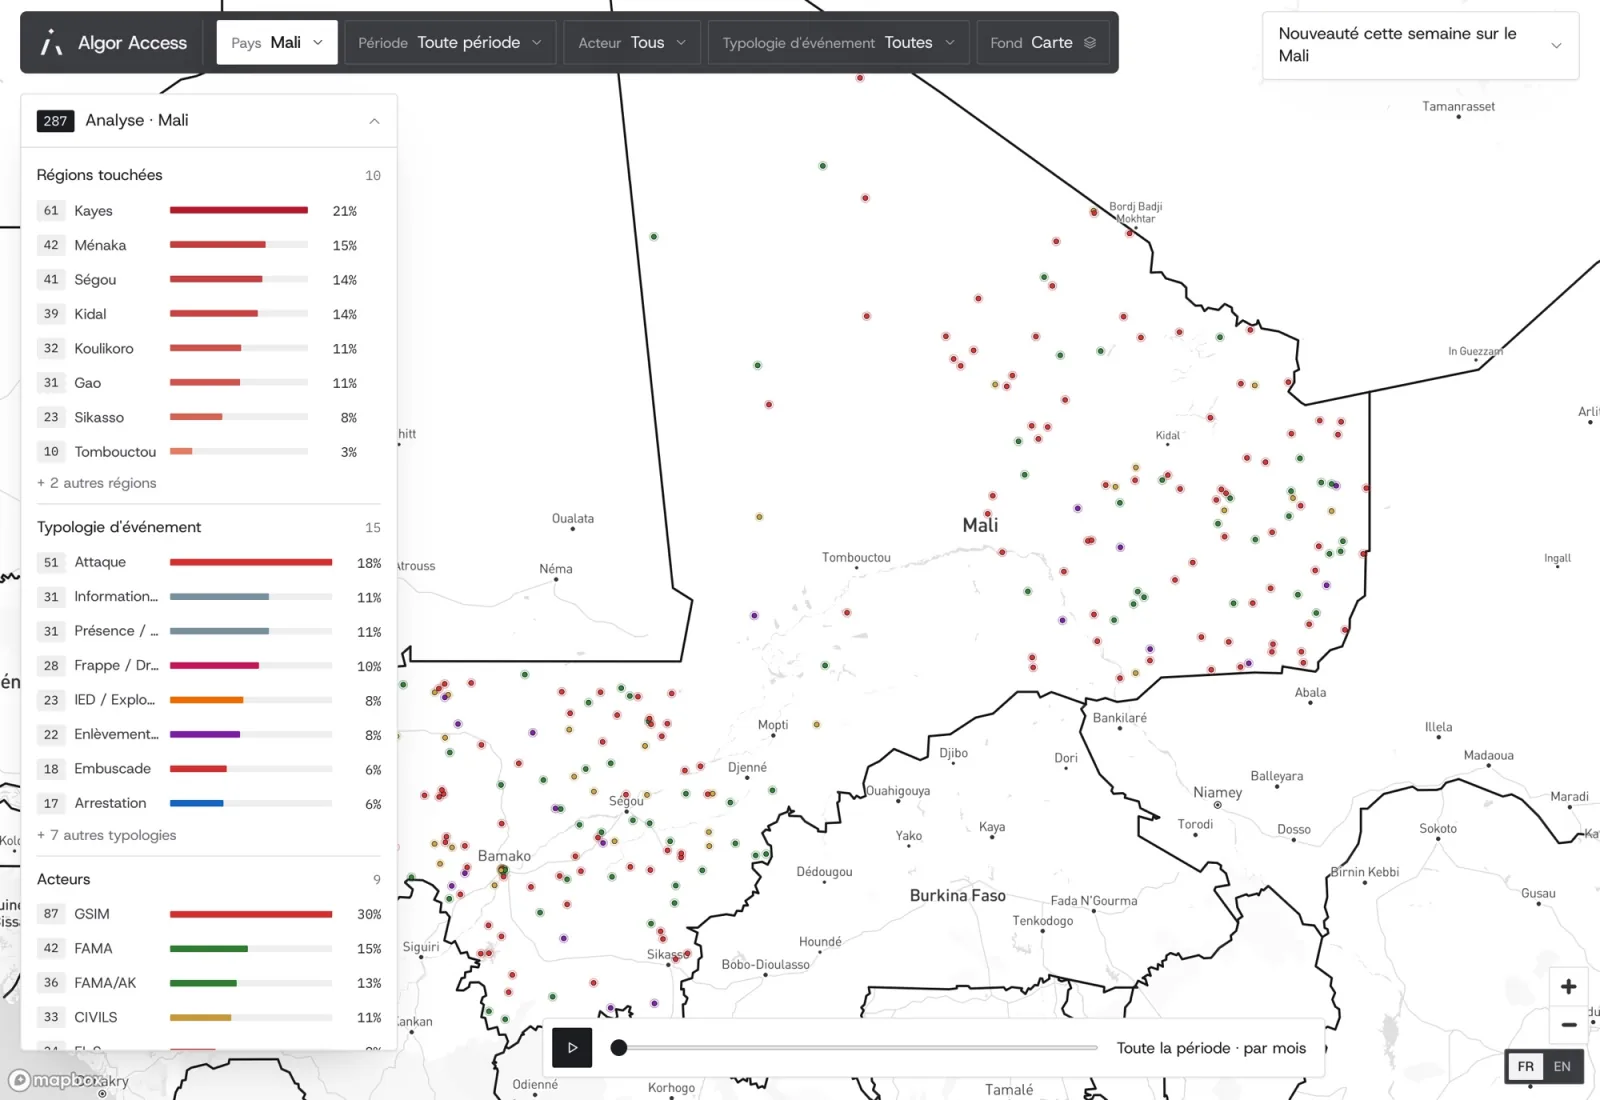 Algor Access
Pays Mali
Période Toute période
Acteur Tous
Typologie d'événement Toutes
Fond Carte
Nouveauté cette semaine sur le
Mali
287 Analyse · Mali
Régions touchées 10
61 Kayes 21%
42 Ménaka 15%
41 Ségou 14%
39 Kidal 14%
32 Koulikoro 11%
31 Gao 11%
23 Sikasso 8%
10 Tombouctou 3%
+ 2 autres régions
Typologie d'événement 15
51 Attaque 18%
31 Information... 11%
31 Présence / ... 11%
28 Frappe / Dr... 10%
23 IED / Explo... 8%
22 Enlèvement... 8%
18 Embuscade 6%
17 Arrestation 6%
+ 7 autres typologies
Acteurs 9
87 GSIM 30%
42 FAMA 15%
36 FAMA/AK 13%
33 CIVILS 11%
Tamanrasset
Bordj Badji
Mokhtar
In Guezzam
Kidal
Mali
Oualata
Tombouctou
Néma
Ingall
Abala
Bankilaré
Mopti
Illela
Djibo
Dori
Madaoua
Djenné
Balleyara
Ouahigouya
Niamey
Maradi
Ségou
Torodi
Dosso
Sokoto
Kaya
Yako
Bamako
Dédougou
Birnin Kebbi
Burkina Faso
Fada N'Gourma
Gusau
Tenkodogo
Houndé
Siguiri
Sikasso
Bobo-Dioulasso
Toute la période · par mois
+
−
FR EN
mapbox
Odienné
Korhogo
Tamalé